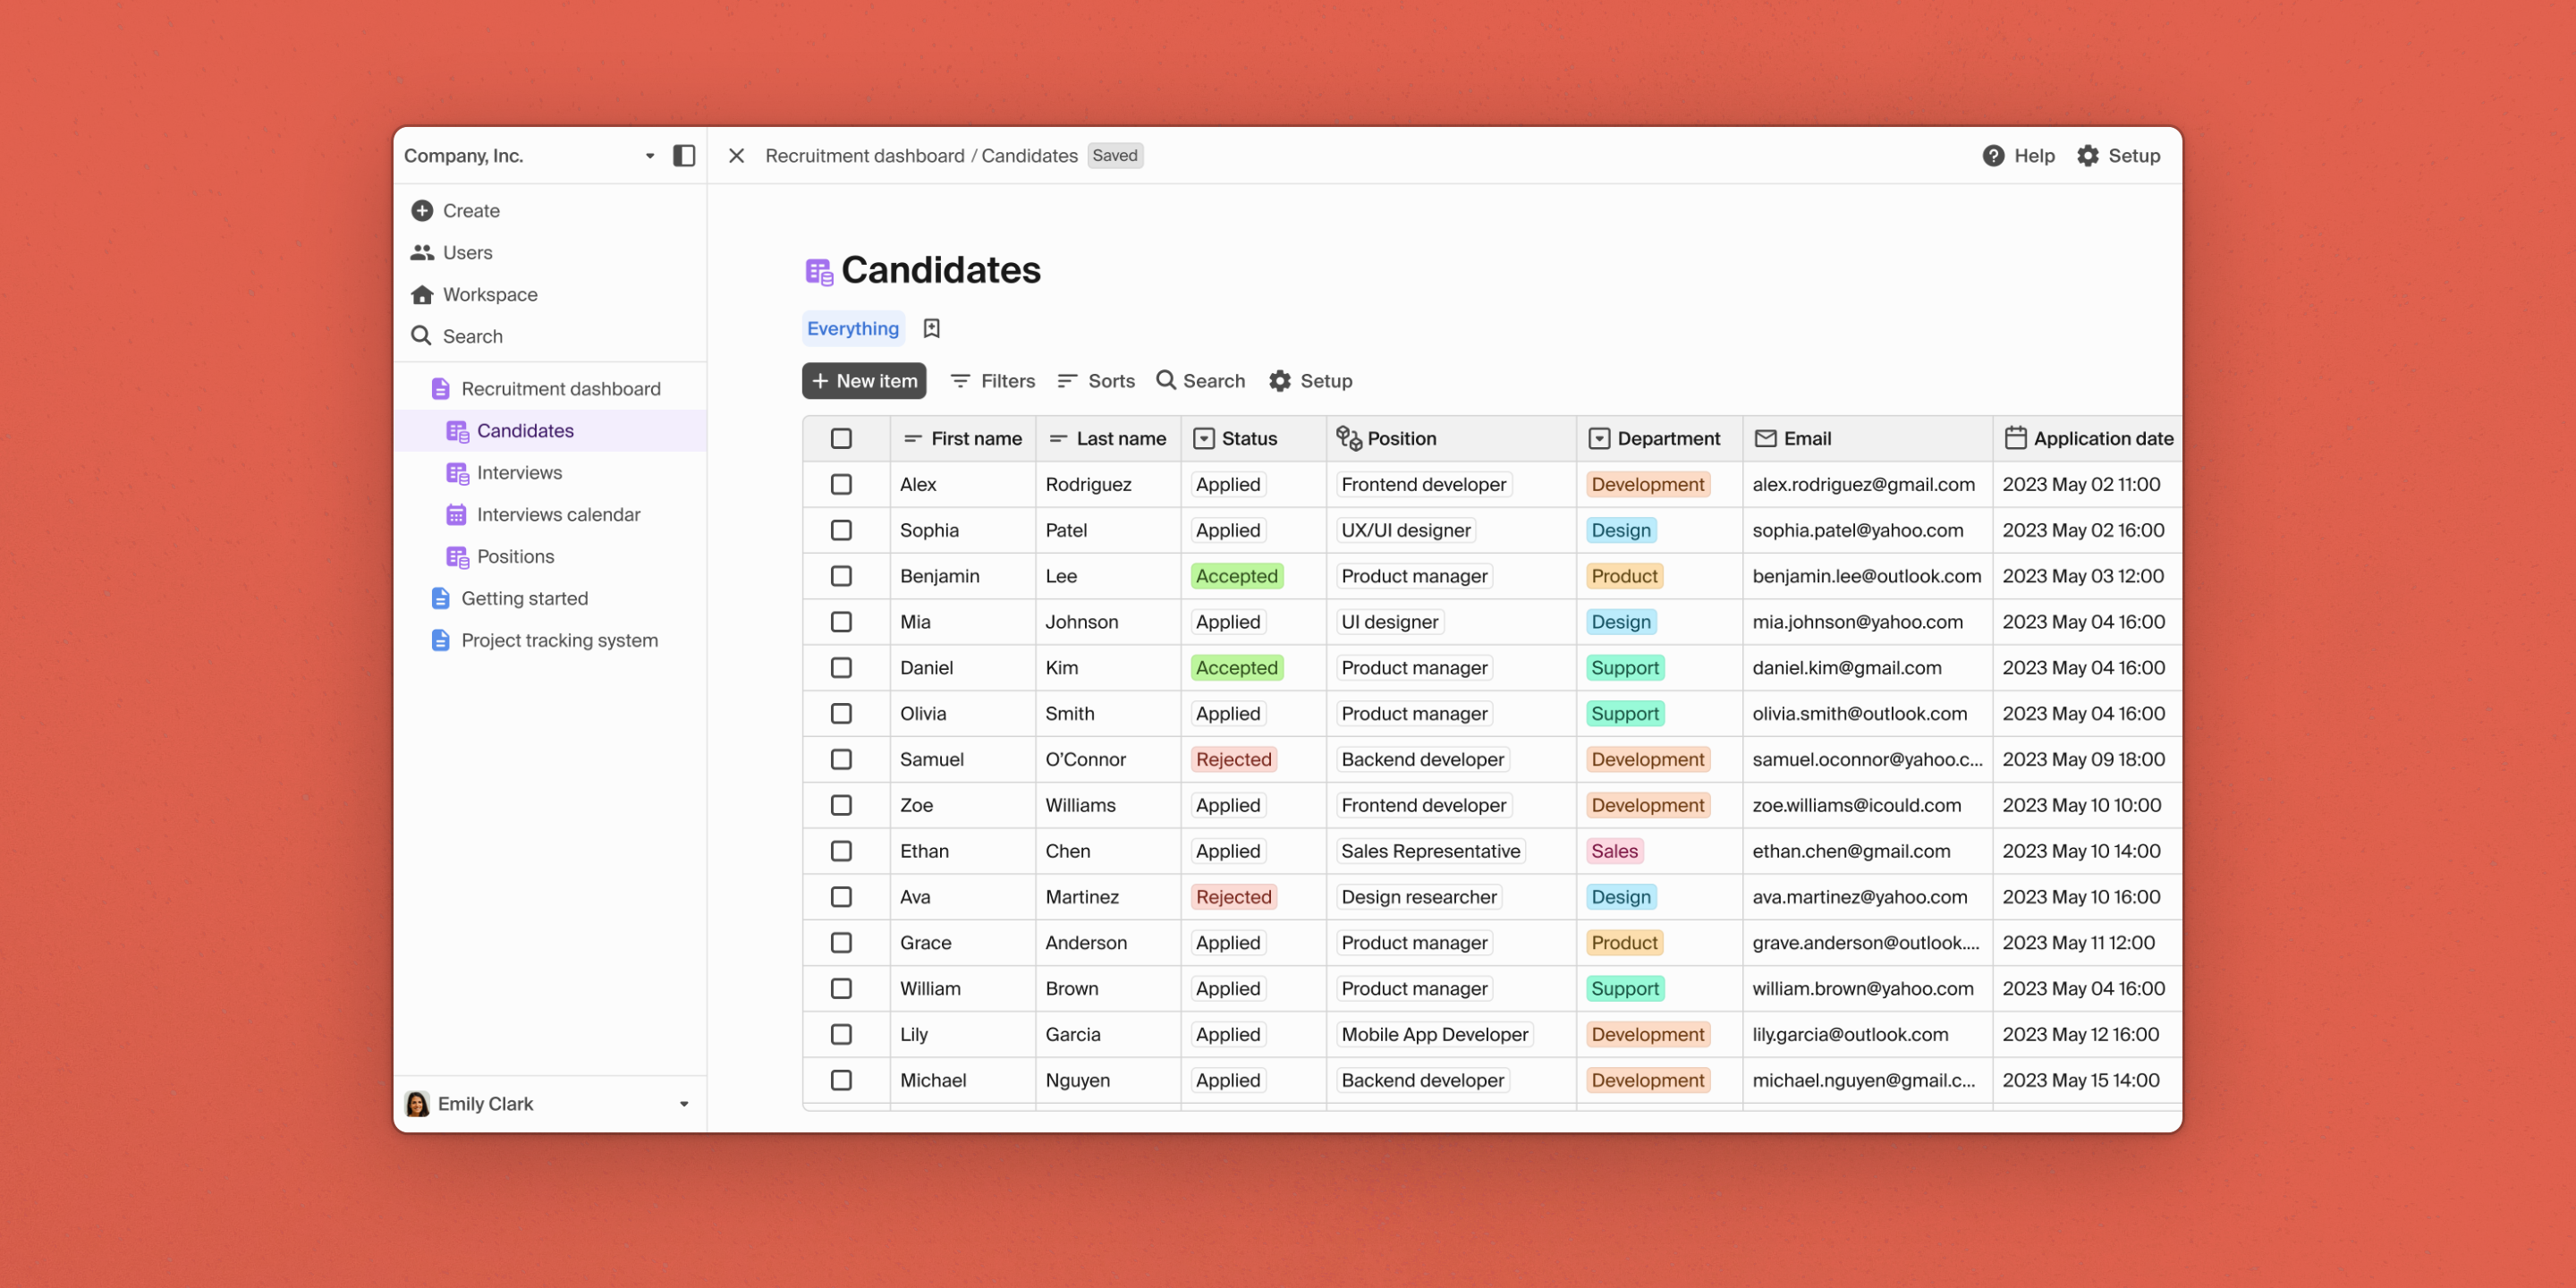 Company, Inc.
Recruitment dashboard / Candidates Saved
Help Setup
Create
Users
Workspace
Search
Recruitment dashboard
Candidates
Interviews
Interviews calendar
Positions
Getting started
Project tracking system
Emily Clark
Candidates
Everything
+ New item Filters Sorts Search Setup
First name Last name Status Position Department Email Application date
Alex Rodriguez Applied Frontend developer Development alex.rodriguez@gmail.com 2023 May 02 11:00
Sophia Patel Applied UX/UI designer Design sophia.patel@yahoo.com 2023 May 02 16:00
Benjamin Lee Accepted Product manager Product benjamin.lee@outlook.com 2023 May 03 12:00
Mia Johnson Applied UI designer Design mia.johnson@yahoo.com 2023 May 04 16:00
Daniel Kim Accepted Product manager Support daniel.kim@gmail.com 2023 May 04 16:00
Olivia Smith Applied Product manager Support olivia.smith@outlook.com 2023 May 04 16:00
Samuel O’Connor Rejected Backend developer Development samuel.oconnor@yahoo.c... 2023 May 09 18:00
Zoe Williams Applied Frontend developer Development zoe.williams@icould.com 2023 May 10 10:00
Ethan Chen Applied Sales Representative Sales ethan.chen@gmail.com 2023 May 10 14:00
Ava Martinez Rejected Design researcher Design ava.martinez@yahoo.com 2023 May 10 16:00
Grace Anderson Applied Product manager Product grave.anderson@outlook.... 2023 May 11 12:00
William Brown Applied Product manager Support william.brown@yahoo.com 2023 May 04 16:00
Lily Garcia Applied Mobile App Developer Development lily.garcia@outlook.com 2023 May 12 16:00
Michael Nguyen Applied Backend developer Development michael.nguyen@gmail.c... 2023 May 15 14:00